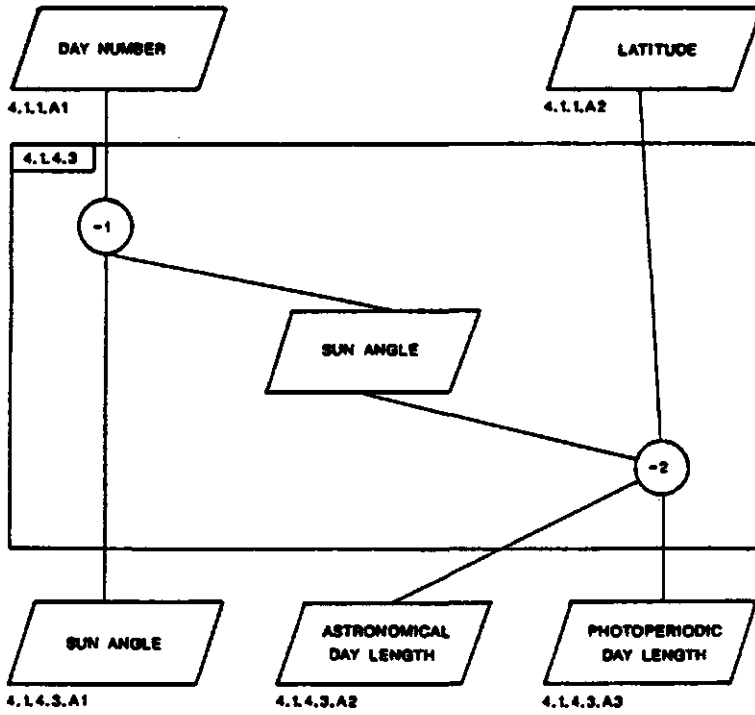 DAY NUMBER
LATITUDE
4.1.1.A1
4.1.1.A2
4.1.4.3
-1
SUN ANGLE
-2
SUN ANGLE
ASTRONOMICAL
DAY LENGTH
PHOTOPERIODIC
DAY LENGTH
4.1.4.3.A1
4.1.4.3.A2
4.1.4.3.A3